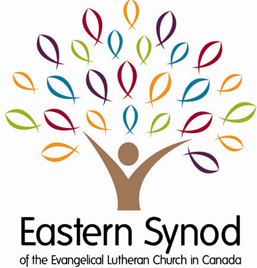 Eastern Synod
of the Evangelical Lutheran Church in Canada